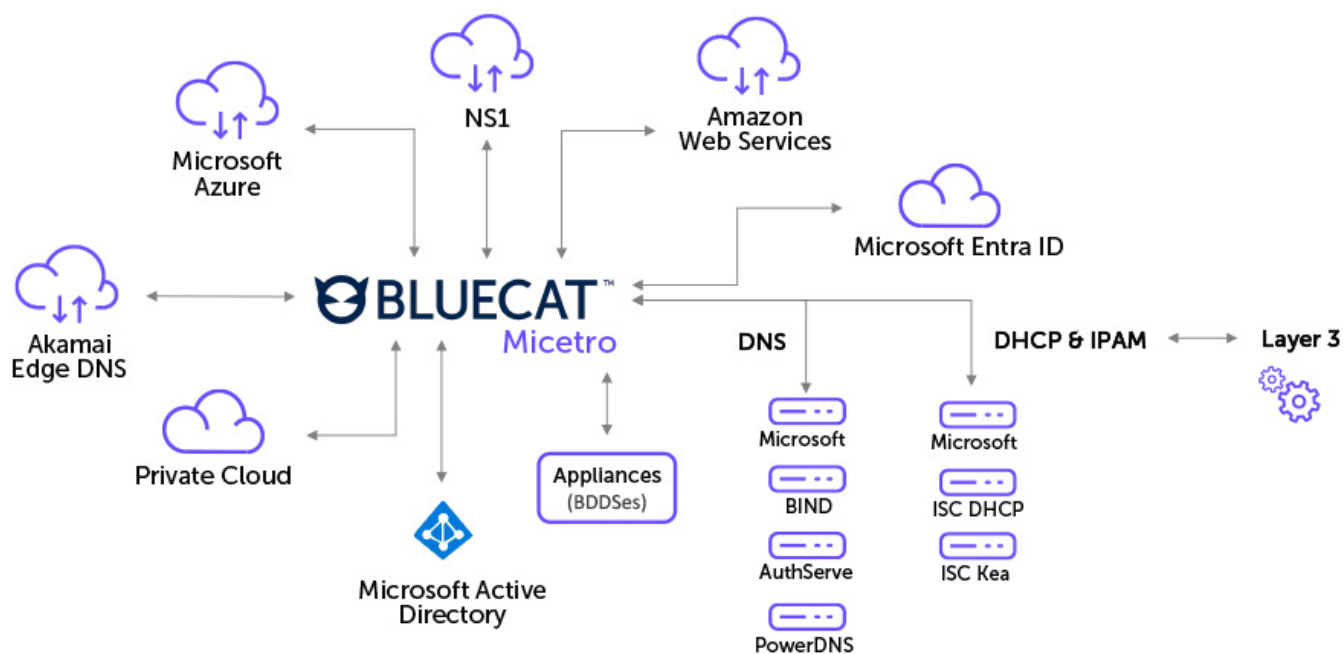 NS1
Amazon
Web Services
Microsoft
Azure
Microsoft Entra ID
BLUECAT™
Micetro
Akamai
Edge DNS
DNS
DHCP & IPAM
Layer 3
Private Cloud
Appliances
(BDDSes)
Microsoft Active
Directory
Microsoft
BIND
AuthServe
PowerDNS
Microsoft
ISC DHCP
ISC Kea